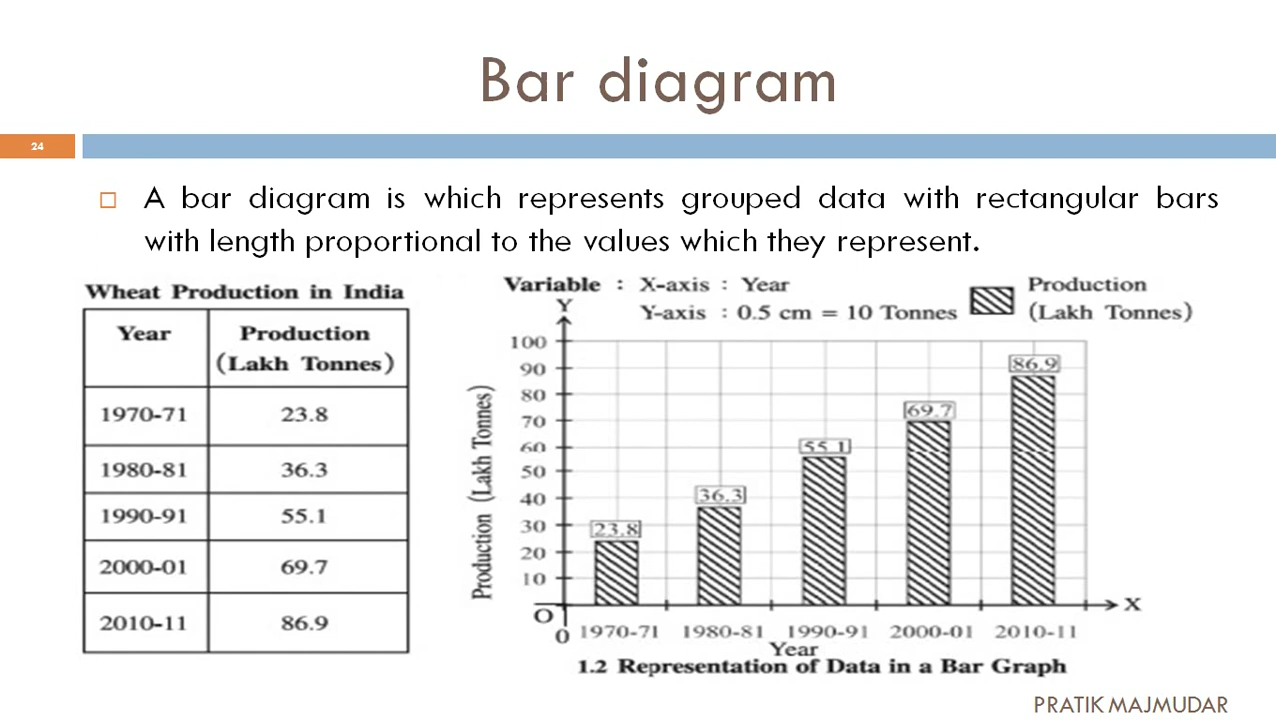 Bar diagram
24
A bar diagram is which represents grouped data with rectangular bars
with length proportional to the values which they represent.
Wheat Production in India
Year Production
(Lakh Tonnes)
1970-71 23.8
1980-81 36.3
1990-91 55.1
2000-01 69.7
2010-11 86.9
Variable : X-axis : Year
Y-axis : 0.5 cm = 10 Tonnes
Production
(Lakh Tonnes)
Y
Production (Lakh Tonnes)
100
90
80
70
60
50
40
30
20
10
O
0
23.8
36.3
55.1
69.7
86.9
X
1970-71 1980-81 1990-91 2000-01 2010-11
Year
1.2 Representation of Data in a Bar Graph
PRATIK MAJMUDAR